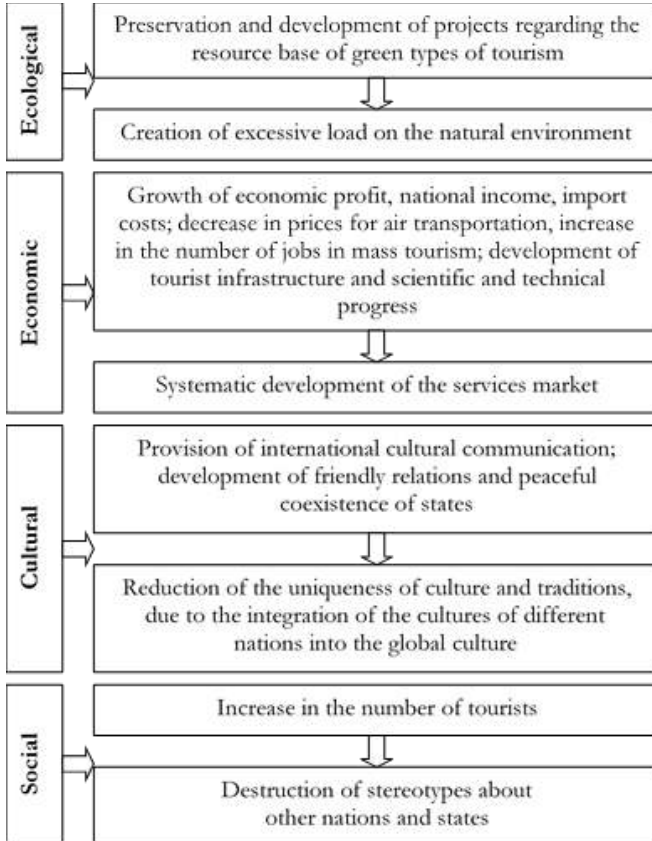 Ecological
Preservation and development of projects regarding the
resource base of green types of tourism
Creation of excessive load on the natural environment
Economic
Growth of economic profit, national income, import
costs; decrease in prices for air transportation, increase
in the number of jobs in mass tourism; development of
tourist infrastructure and scientific and technical
progress
Systematic development of the services market
Cultural
Provision of international cultural communication;
development of friendly relations and peaceful
coexistence of states
Reduction of the uniqueness of culture and traditions,
due to the integration of the cultures of different
nations into the global culture
Social
Increase in the number of tourists
Destruction of stereotypes about
other nations and states